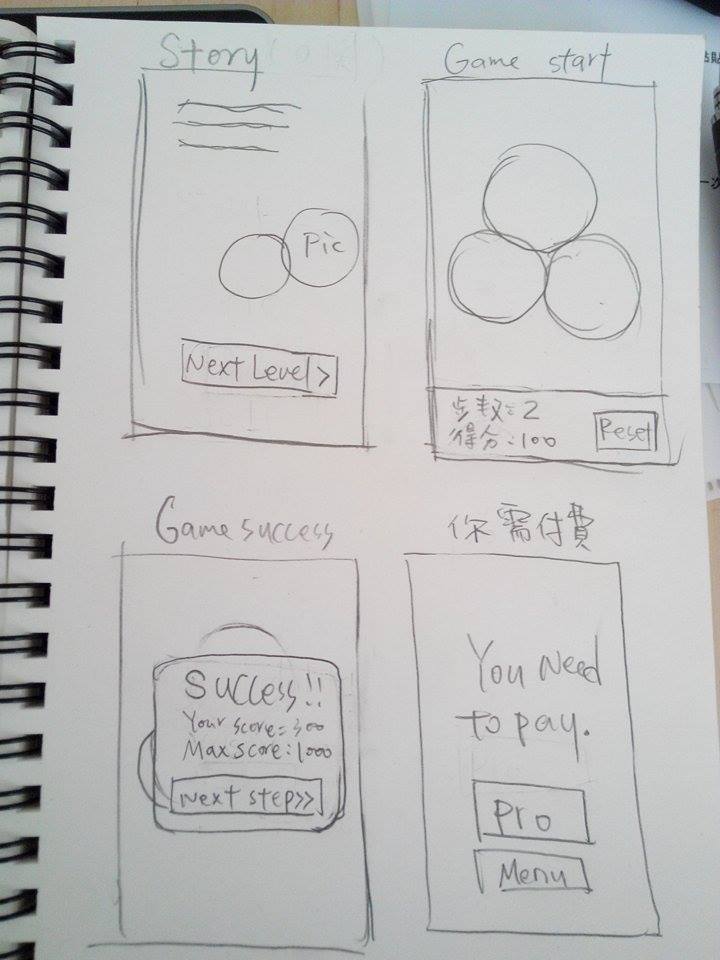 Story
Pic
Next Level >
Game start
步数=2
得分:100
Reset
Game success
Success!!
Your score=300
Max score:1000
Next step>>
你需付費
You Need
to pay.
Pro
Menu